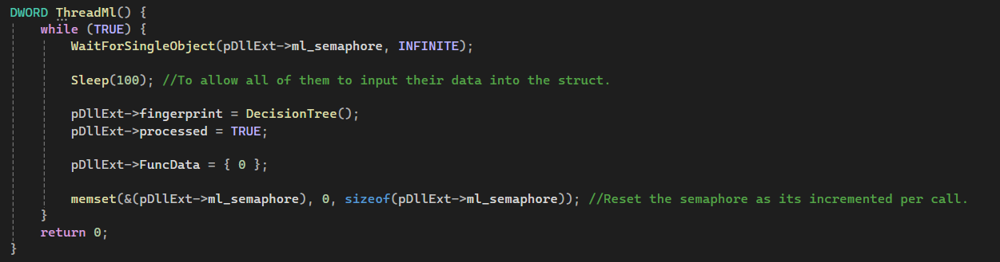 DWORD ThreadMl() {
while (TRUE) {
WaitForSingleObject(pDllExt->ml_semaphore, INFINITE);
Sleep(100); //To allow all of them to input their data into the struct.
pDllExt->fingerprint = DecisionTree();
pDllExt->processed = TRUE;
pDllExt->FuncData = { 0 };
memset(&(pDllExt->ml_semaphore), 0, sizeof(pDllExt->ml_semaphore)); //Reset the semaphore as its incremented per call.
}
return 0;
}